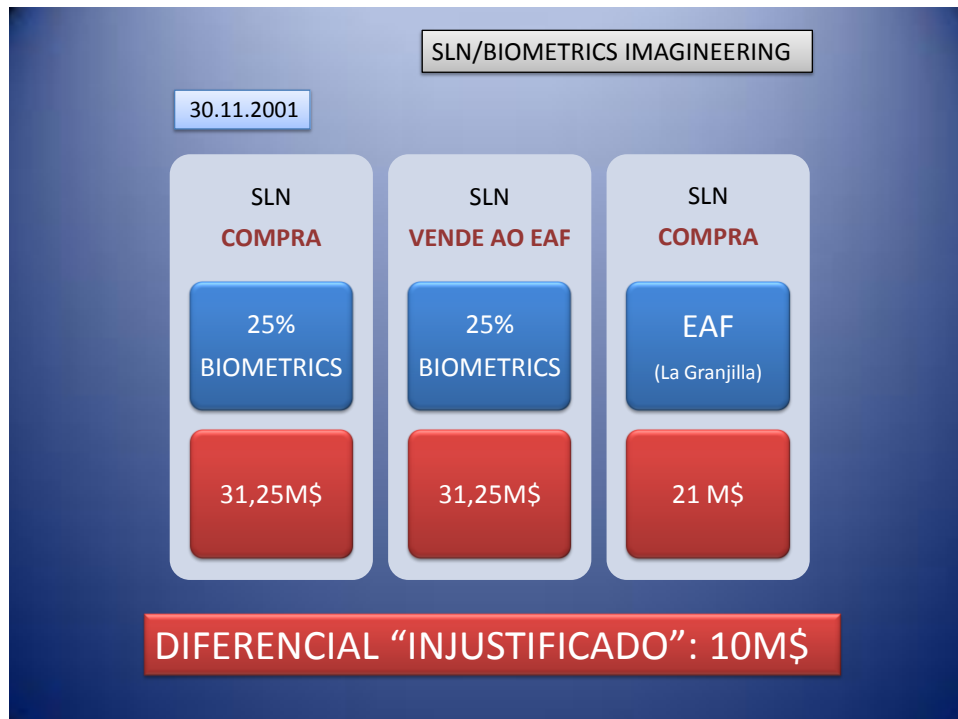 SLN/BIOMETRICS IMAGINEERING
30.11.2001
SLN
COMPRA
25%
BIOMETRICS
31,25M$
SLN
VENDE AO EAF
25%
BIOMETRICS
31,25M$
SLN
COMPRA
EAF
(La Granjilla)
21 M$
DIFERENCIAL “INJUSTIFICADO”: 10M$